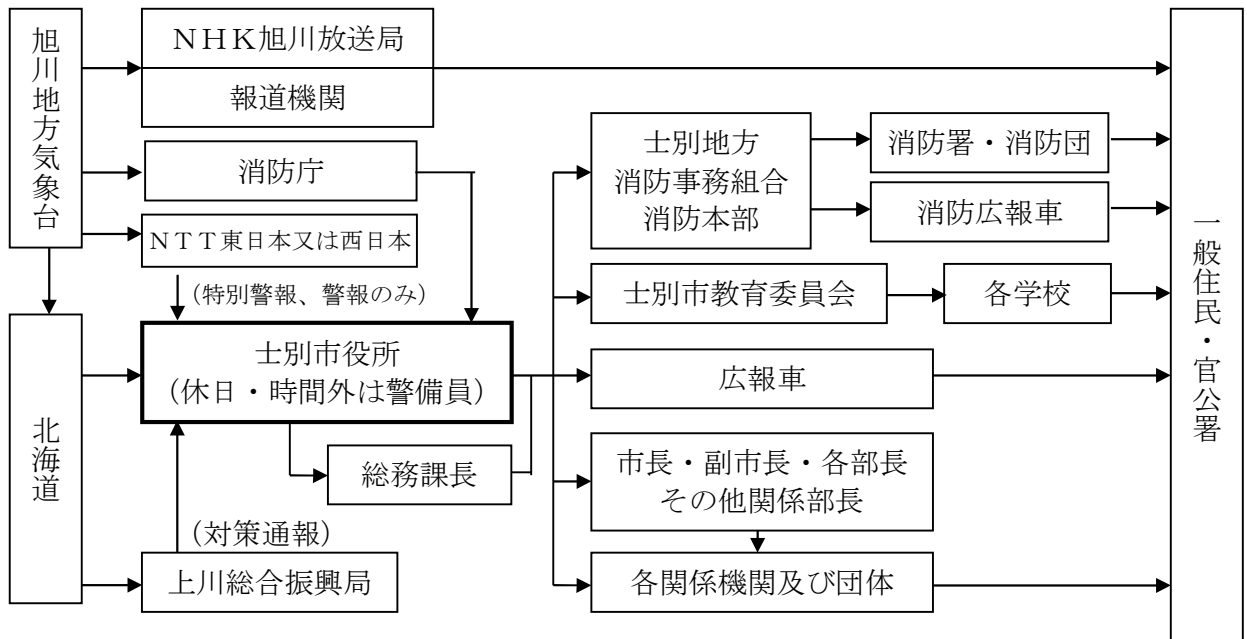 旭川地方気象台
ＮＨＫ旭川放送局
報道機関
消防庁
ＮＴＴ東日本又は西日本
（特別警報、警報のみ）
士別市役所
（休日・時間外は警備員）
総務課長
北海道
（対策通報）
上川総合振興局
士別地方
消防事務組合
消防本部
消防署・消防団
消防広報車
士別市教育委員会
各学校
広報車
市長・副市長・各部長
その他関係部長
各関係機関及び団体
一般住民・官公署